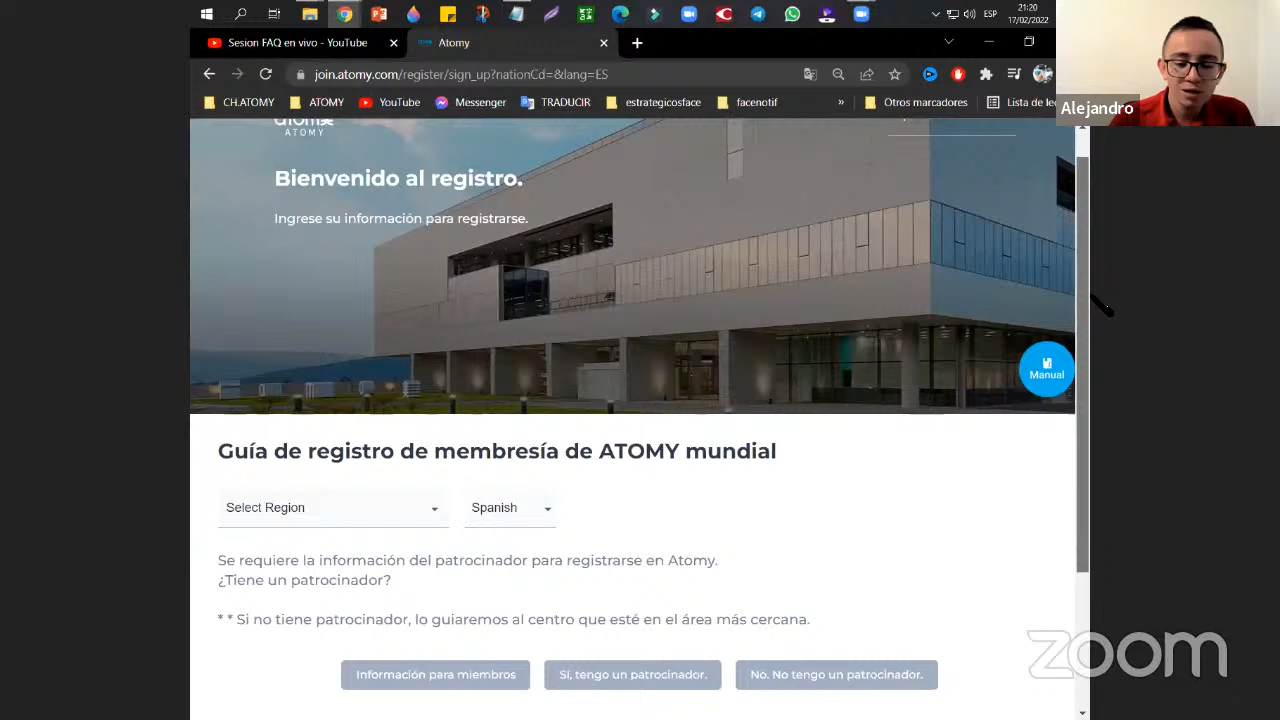 21:20
ESP
17/02/2022
Sesion FAQ en vivo - YouTube
Atomy
join.atomy.com/register/sign_up?nationCd=&lang=ES
CH.ATOMY
ATOMY
YouTube
Messenger
TRADUCIR
estrategicosface
facenotif
»
Otros marcadores
Lista de
Alejandro
ATOMY
Bienvenido al registro.
Ingrese su información para registrarse.
Manual
Guía de registro de membresía de ATOMY mundial
Select Region
Spanish
Se requiere la información del patrocinador para registrarse en Atomy.
¿Tiene un patrocinador?
* * Si no tiene patrocinador, lo guiaremos al centro que esté en el área más cercana.
Información para miembros
Sí, tengo un patrocinador.
No. No tengo un patrocinador.
zoom